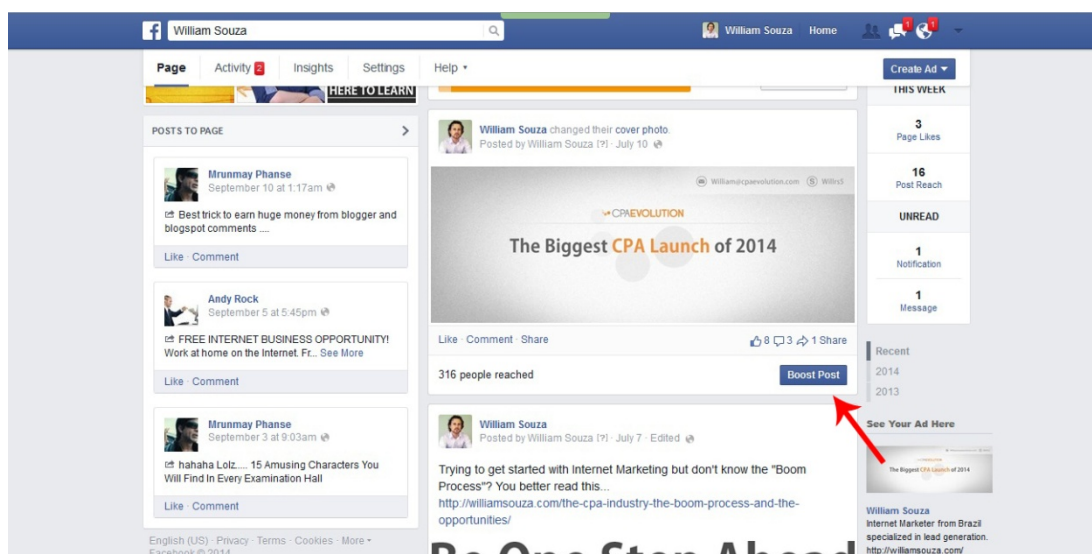 William Souza
William Souza Home
1 1
Page Activity 2 Insights Settings Help
Create Ad
HERE TO LEARN
POSTS TO PAGE
Mrunmay Phanse
September 10 at 1:17am
Best trick to earn huge money from blogger and
blogspot comments ....
Like · Comment
Andy Rock
September 5 at 5:45pm
FREE INTERNET BUSINESS OPPORTUNITY!
Work at home on the Internet. Fr... See More
Like · Comment
Mrunmay Phanse
September 3 at 9:03am
hahaha Lolz.... 15 Amusing Characters You
Will Find In Every Examination Hall
Like · Comment
English (US) · Privacy · Terms · Cookies · More
Facebook © 2014
William Souza changed their cover photo.
Posted by William Souza [?] · July 10
William@cpaevolution.com
CPAEVOLUTION
The Biggest CPA Launch of 2014
Like · Comment · Share 8 3 1 Share
316 people reached
Boost Post
William Souza
Posted by William Souza [?] · July 7 · Edited
Trying to get started with Internet Marketing but don't know the "Boom
Process"? You better read this...
http://williamsouza.com/the-cpa-industry-the-boom-process-and-the-
opportunities/
Be One Step Ahead
THIS WEEK
3
Page Likes
16
Post Reach
UNREAD
1
Notification
1
Message
Recent
2014
2013
See Your Ad Here
The Biggest CPA Launch of 2014
William Souza
Internet Marketer from Brazil
specialized in lead generation.
http://williamsouza.com